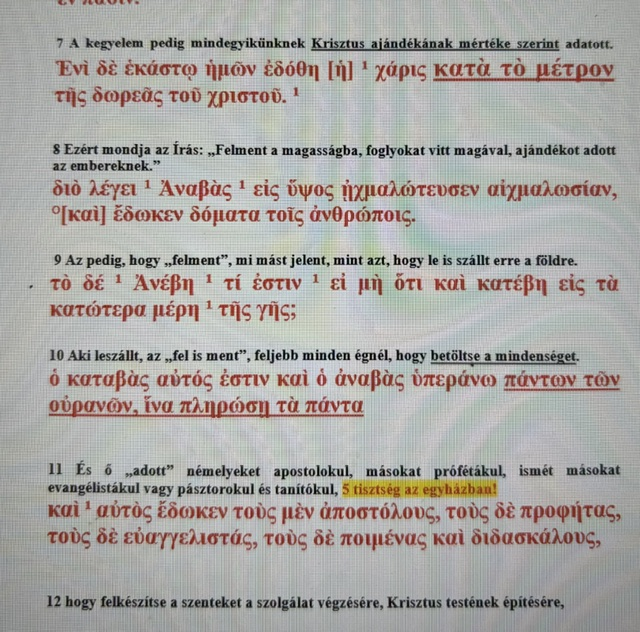 7 A kegyelem pedig mindegyikünknek Krisztus ajándékának mértéke szerint adatott.
Ἑνὶ δὲ ἑκάστῳ ἡμῶν ἐδόθη [ἡ] ¹ χάρις κατὰ τὸ μέτρον
τῆς δωρεᾶς τοῦ χριστοῦ. ¹
8 Ezért mondja az Írás: „Felment a magasságba, foglyokat vitt magával, ajándékot adott
az embereknek.”
διὸ λέγει ¹ Ἀναβὰς ¹ εἰς ὕψος ᾐχμαλώτευσεν αἰχμαλωσίαν,
º[καὶ] ἔδωκεν δόματα τοῖς ἀνθρώποις.
9 Az pedig, hogy „felment”, mi mást jelent, mint azt, hogy le is szállt erre a földre.
τὸ δέ ¹ Ἀνέβη ¹ τί ἐστιν ¹ εἰ μὴ ὅτι καὶ κατέβη εἰς τὰ
κατώτερα μέρη ¹ τῆς γῆς;
10 Aki leszállt, az „fel is ment”, feljebb minden égnél, hogy betöltse a mindenséget.
ὁ καταβὰς αὐτός ἐστιν καὶ ὁ ἀναβὰς ὑπεράνω πάντων τῶν
οὐρανῶν, ἵνα πληρώσῃ τὰ πάντα
11 És ő „adott” némelyeket apostolokul, másokat prófétákul, ismét másokat
evangélistákul vagy pásztorokul és tanítókul, 5 tisztség az egyházban!
καὶ ¹ αὐτὸς ἔδωκεν τοὺς μὲν ἀποστόλους, τοὺς δὲ προφήτας,
τοὺς δὲ εὐαγγελιστάς, τοὺς δὲ ποιμένας καὶ διδασκάλους,
12 hogy felkészítse a szenteket a szolgálat végzésére, Krisztus testének építésére,